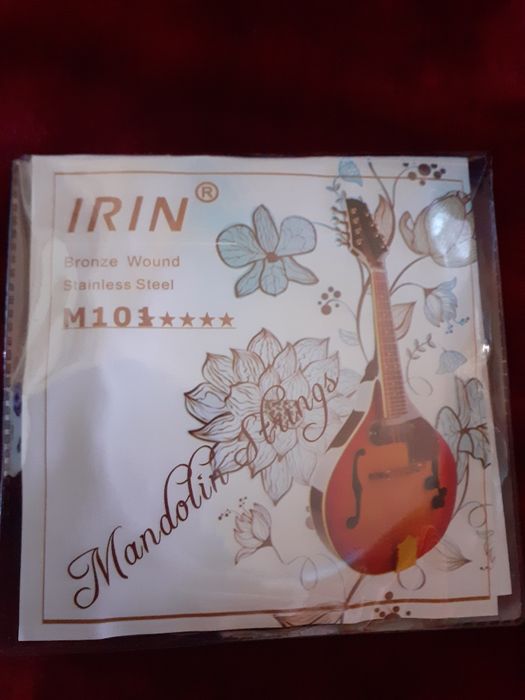 IRIN®
Bronze Wound
Stainless Steel
M101★★★★★
Mandolin Strings